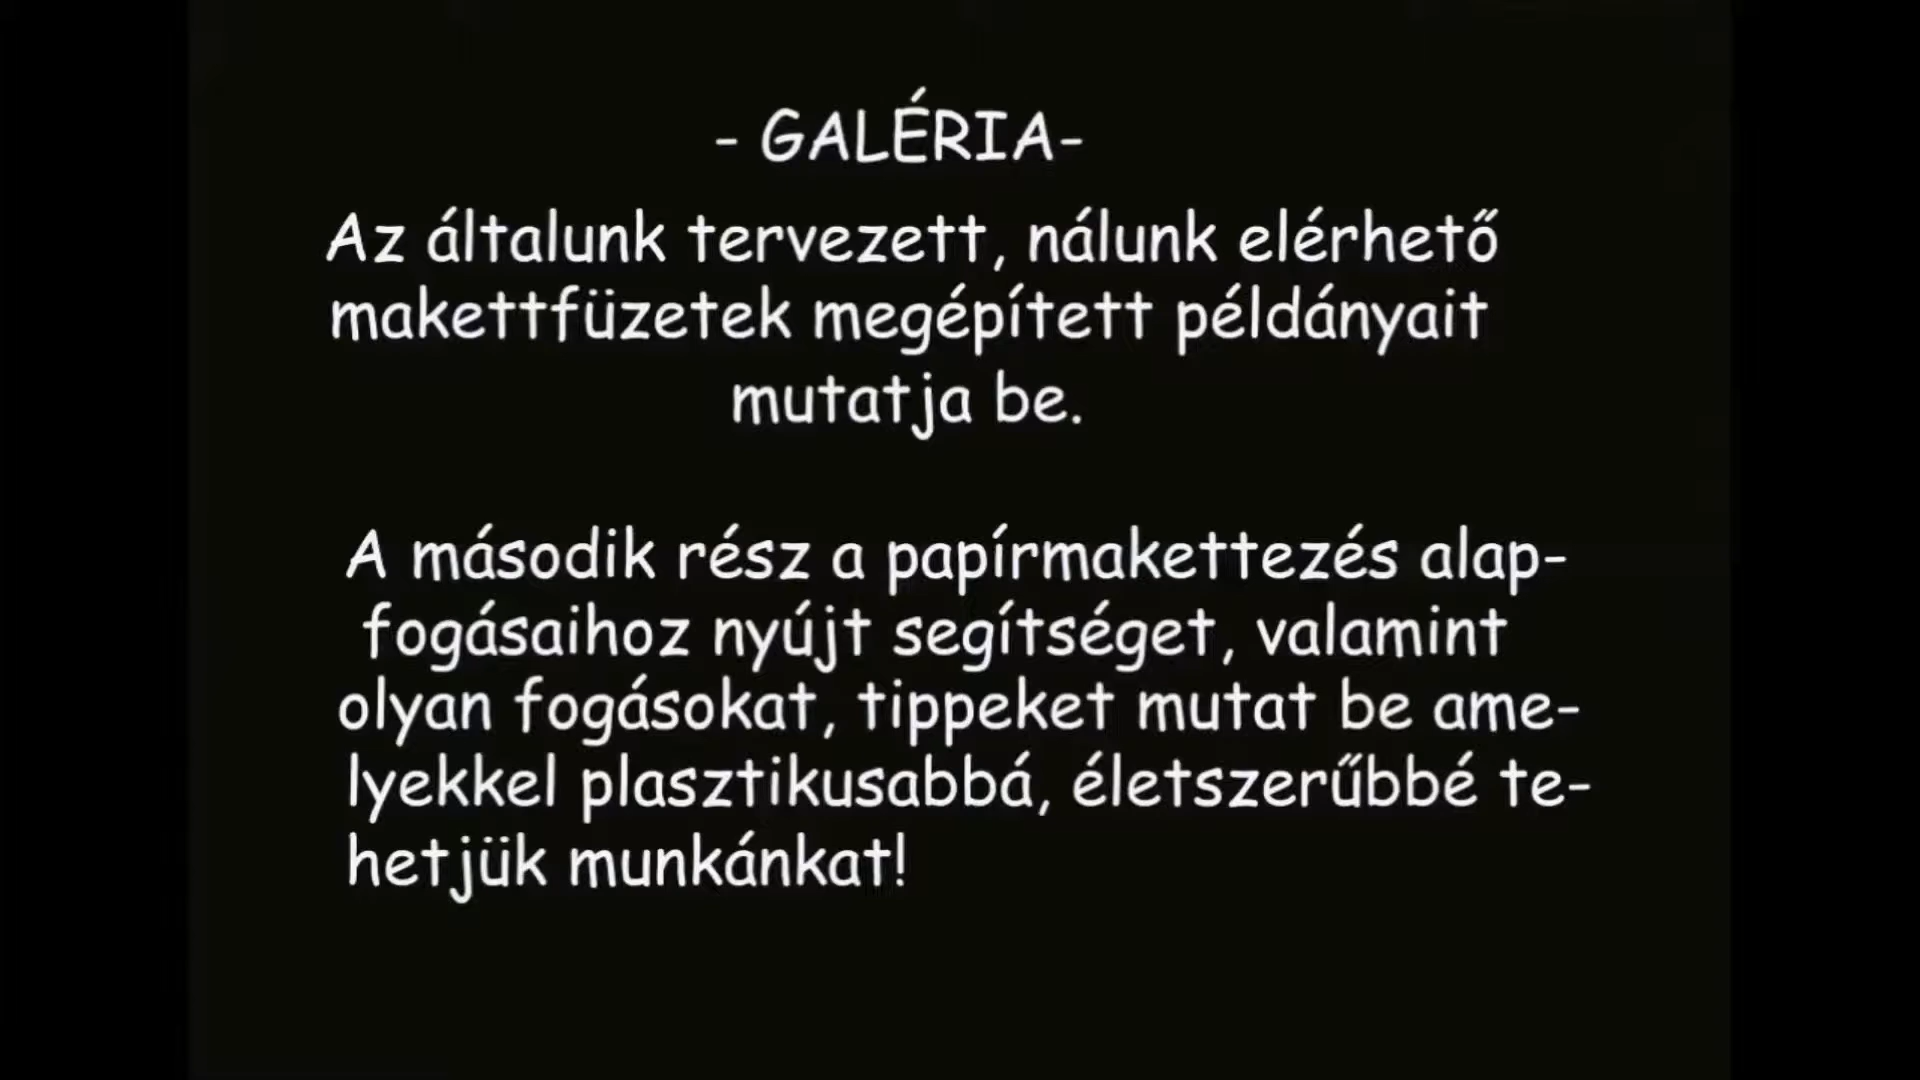 - GALÉRIA-
Az általunk tervezett, nálunk elérhető
makettfüzetek megépített példányait
mutatja be.
A második rész a papírmakettezés alap-
fogásaihoz nyújt segítséget, valamint
olyan fogásokat, tippeket mutat be ame-
lyekkel plasztikusabbá, életszerűbbé te-
hetjük munkánkat!